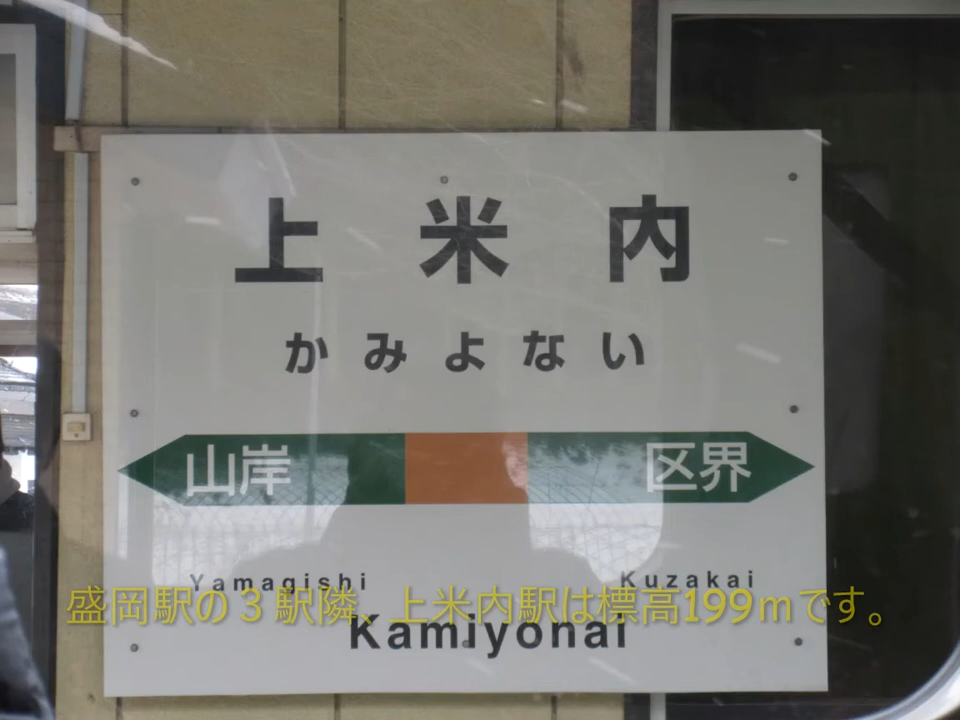 上米内
かみよない
山岸 区界
Yamagishi Kuzakai
盛岡駅の３駅隣、上米内駅は標高199ｍです。
Kamiyonai